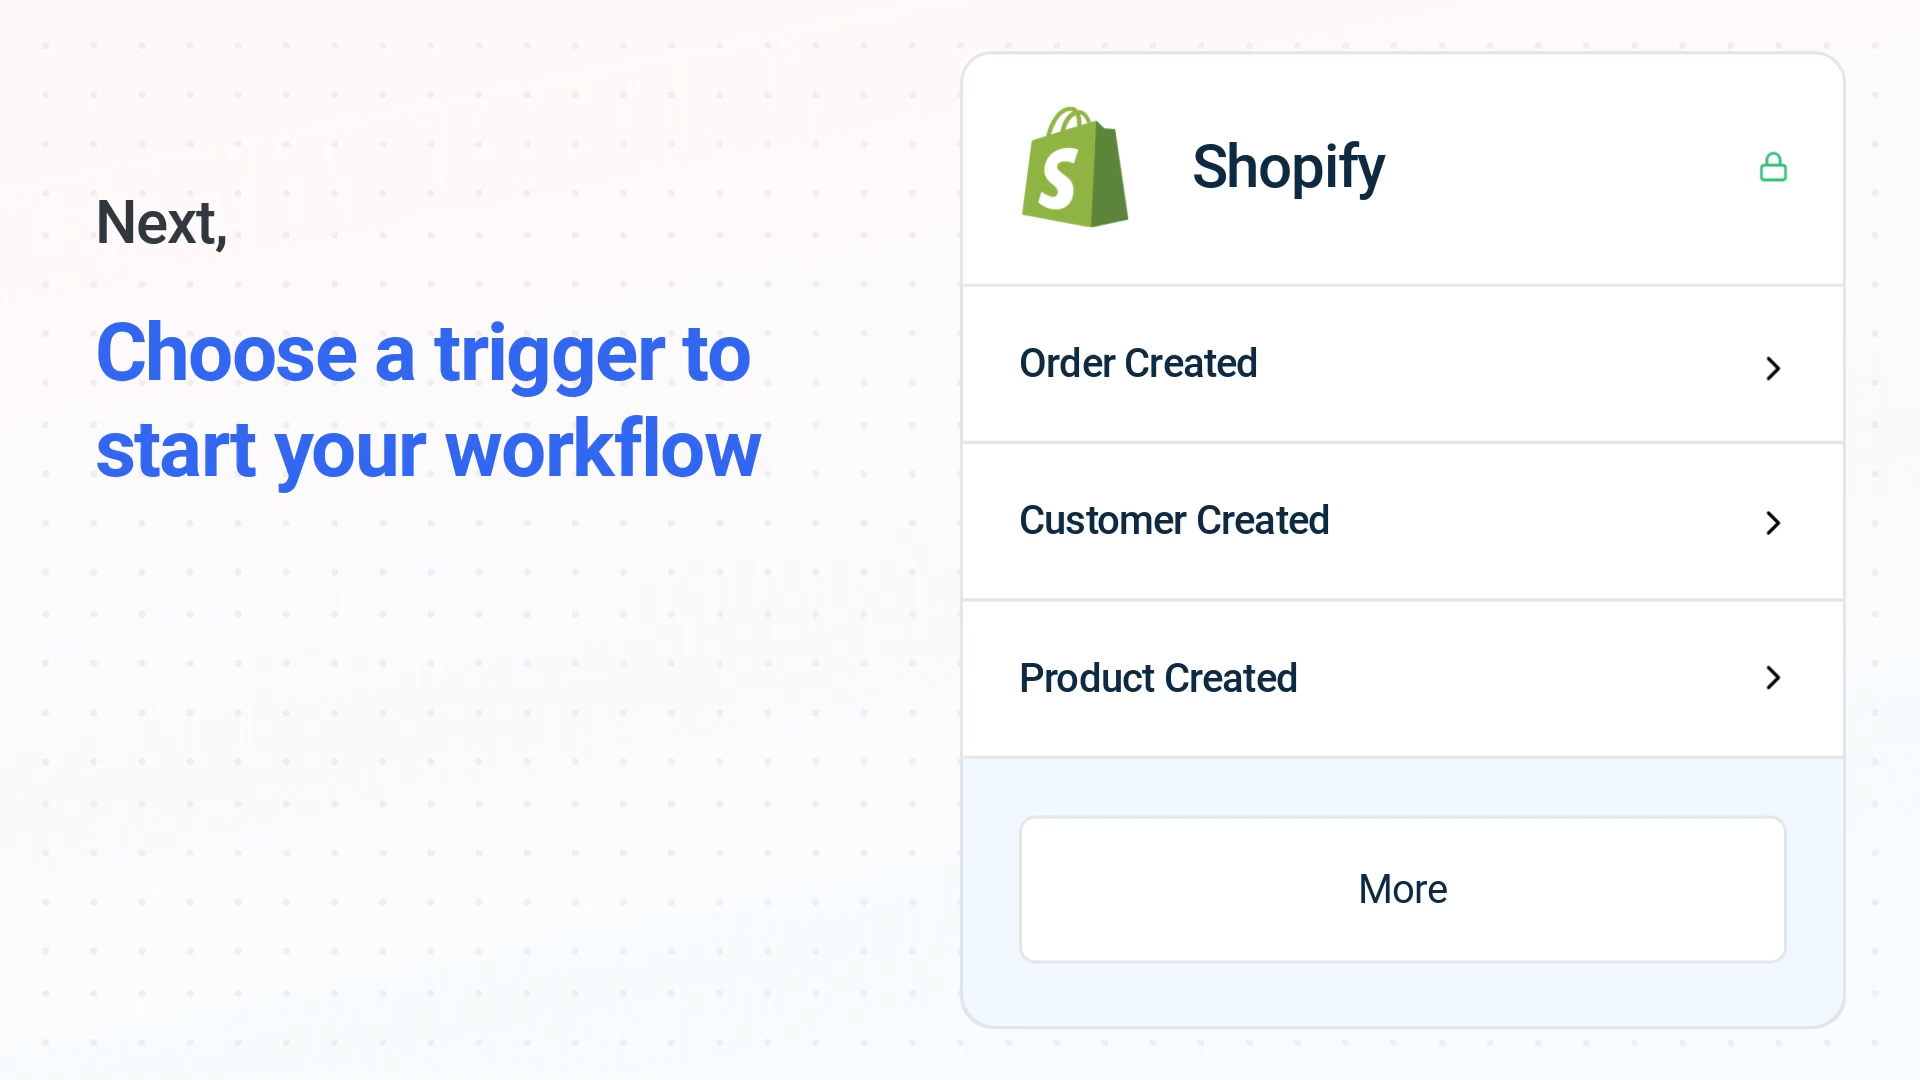 Next,
Choose a trigger to
start your workflow
Shopify
Order Created
Customer Created
Product Created
More